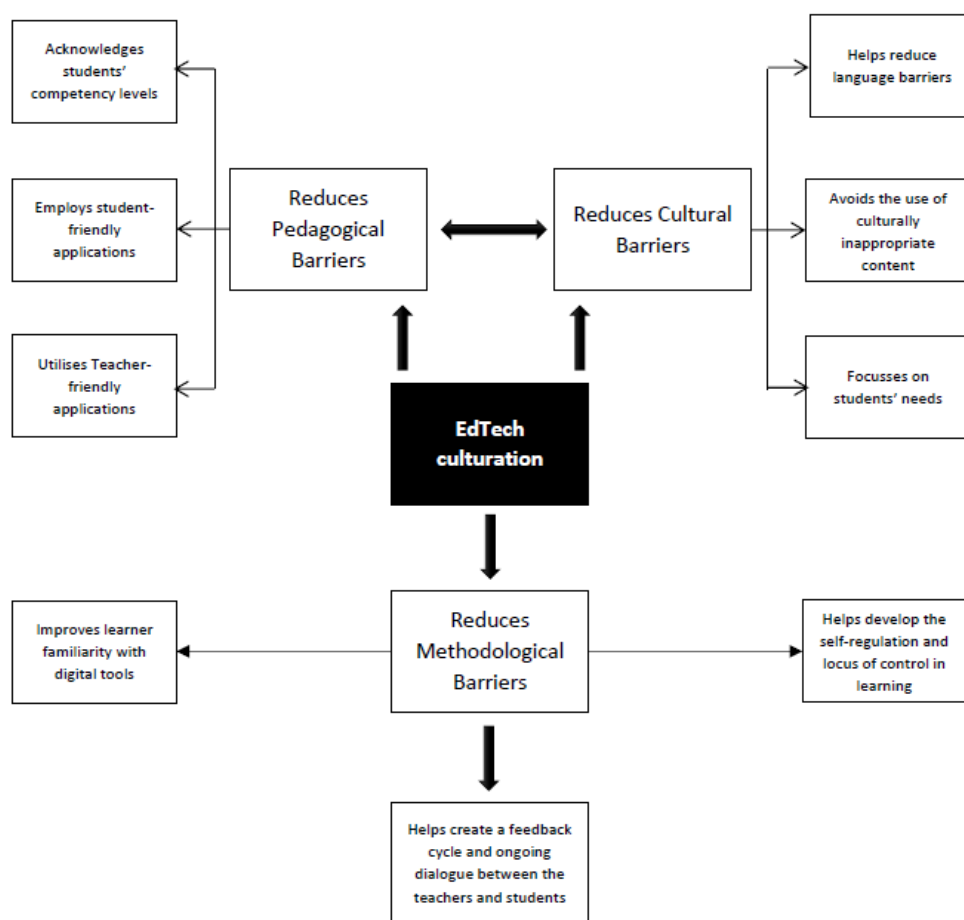 Acknowledges
students'
competency levels
Helps reduce
language barriers
Employs student-
friendly
applications
Reduces
Pedagogical
Barriers
Reduces Cultural
Barriers
Avoids the use of
culturally
inappropriate
content
Utilises Teacher-
friendly
applications
Focusses on
students' needs
EdTech
culturation
Improves learner
familiarity with
digital tools
Reduces
Methodological
Barriers
Helps develop the
self-regulation and
locus of control in
learning
Helps create a feedback
cycle and ongoing
dialogue between the
teachers and students